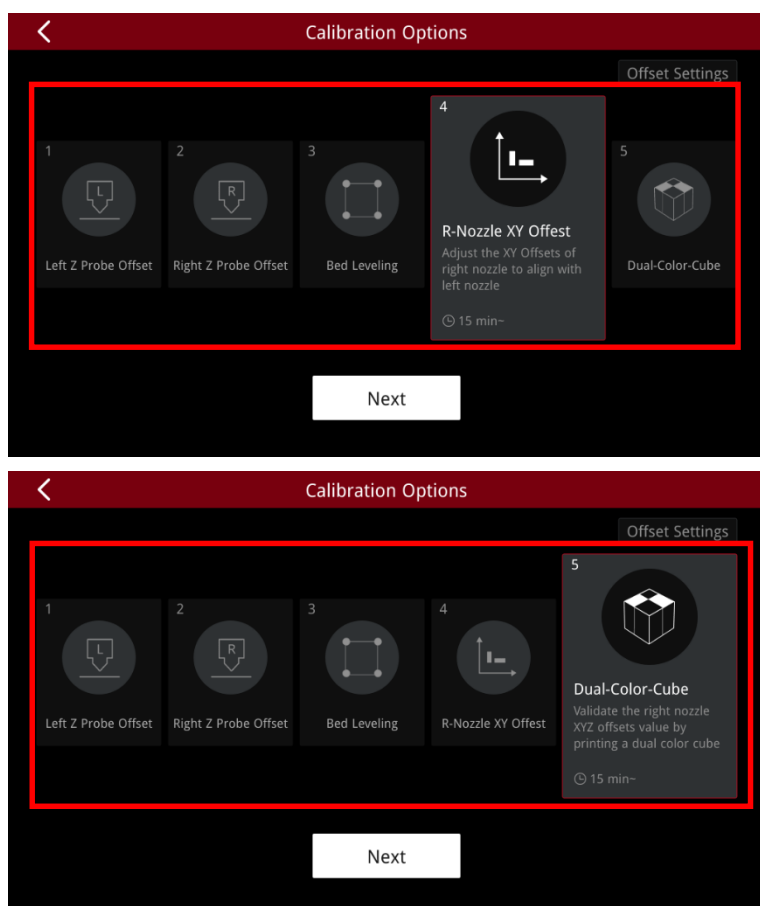 Calibration Options
Offset Settings
1
L
Left Z Probe Offset
2
R
Right Z Probe Offset
3
Bed Leveling
4
R-Nozzle XY Offest
Adjust the XY Offsets of
right nozzle to align with
left nozzle
15 min~
5
Dual-Color-Cube
Next
Calibration Options
Offset Settings
1
L
Left Z Probe Offset
2
R
Right Z Probe Offset
3
Bed Leveling
4
R-Nozzle XY Offest
5
Dual-Color-Cube
Validate the right nozzle
XYZ offsets value by
printing a dual color cube
15 min~
Next